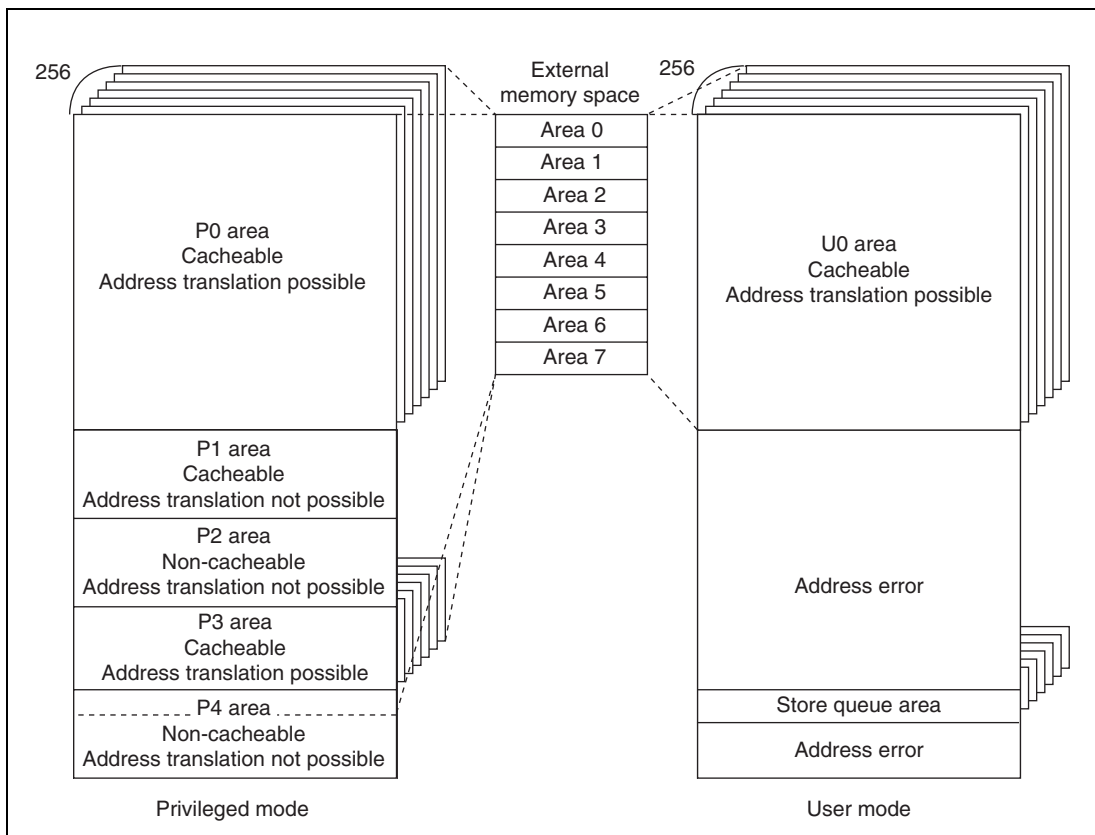 256
External
memory space
256
Area 0
Area 1
Area 2
Area 3
Area 4
Area 5
Area 6
Area 7
P0 area
Cacheable
Address translation possible
U0 area
Cacheable
Address translation possible
P1 area
Cacheable
Address translation not possible
P2 area
Non-cacheable
Address translation not possible
P3 area
Cacheable
Address translation possible
P4 area
Non-cacheable
Address translation not possible
Address error
Store queue area
Address error
Privileged mode
User mode